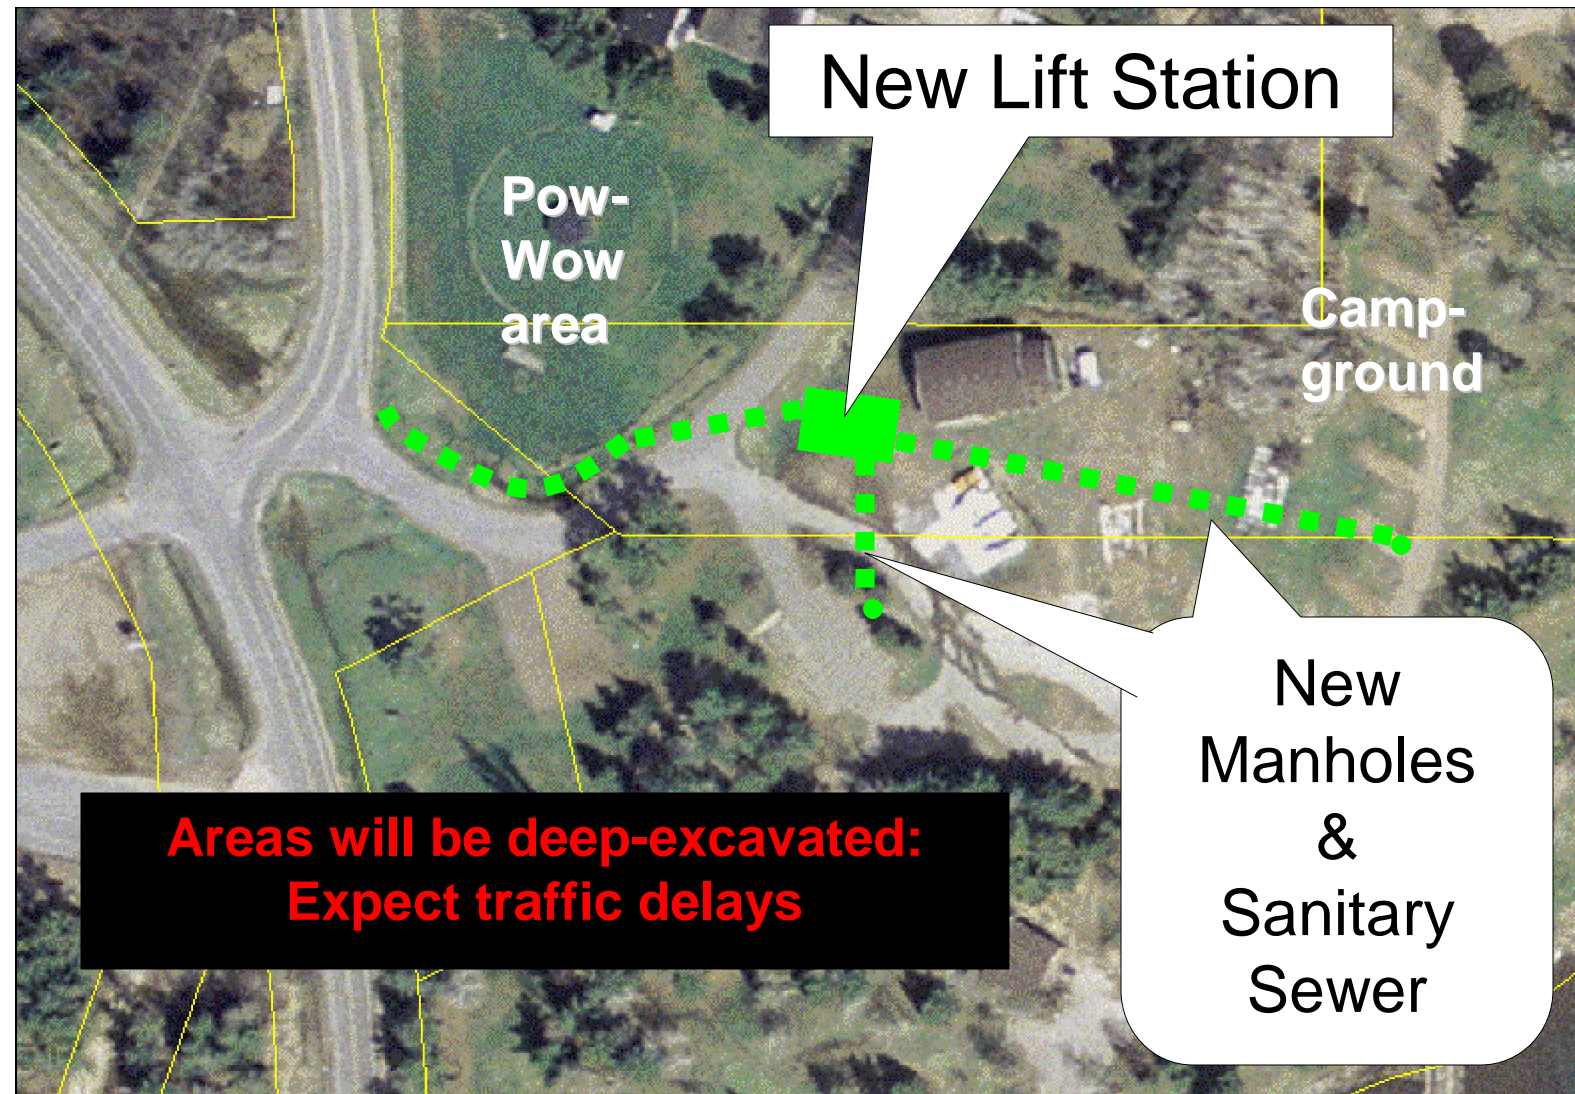 New Lift Station
Pow-
Wow
area
Camp-
ground
New
Manholes
&
Sanitary
Sewer
Areas will be deep-excavated:
Expect traffic delays